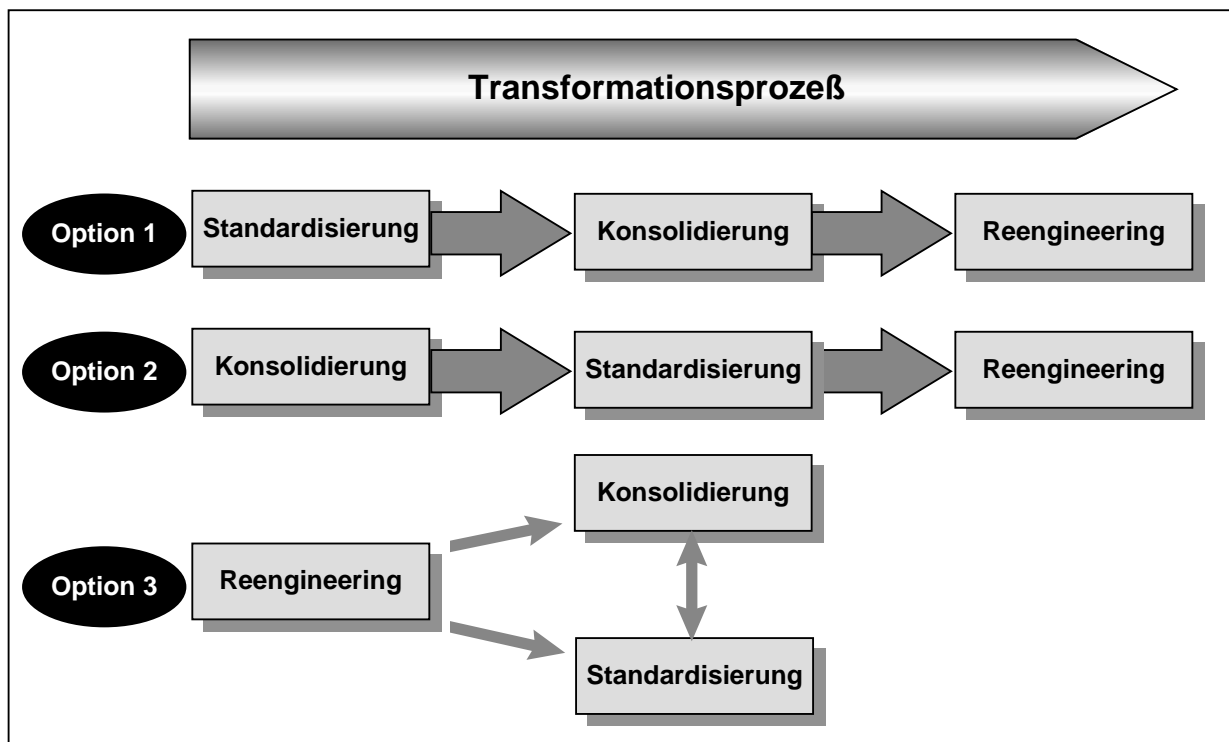 Transformationsprozeß
Option 1
Standardisierung
Konsolidierung
Reengineering
Option 2
Konsolidierung
Standardisierung
Reengineering
Option 3
Reengineering
Konsolidierung
Standardisierung